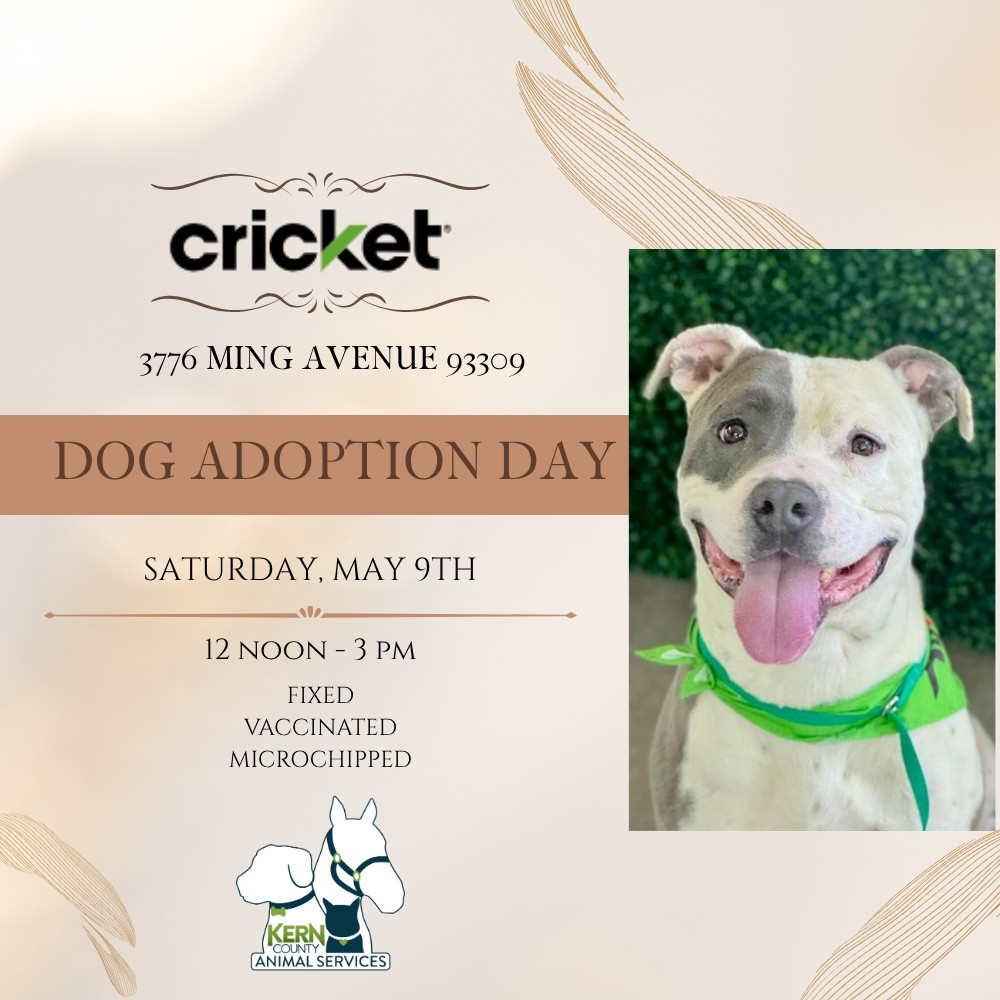 cricket
3776 MING AVENUE 93309
DOG ADOPTION DAY
SATURDAY, MAY 9TH
12 NOON - 3 PM
FIXED
VACCINATED
MICROCHIPPED
KERN
COUNTY
ANIMAL SERVICES